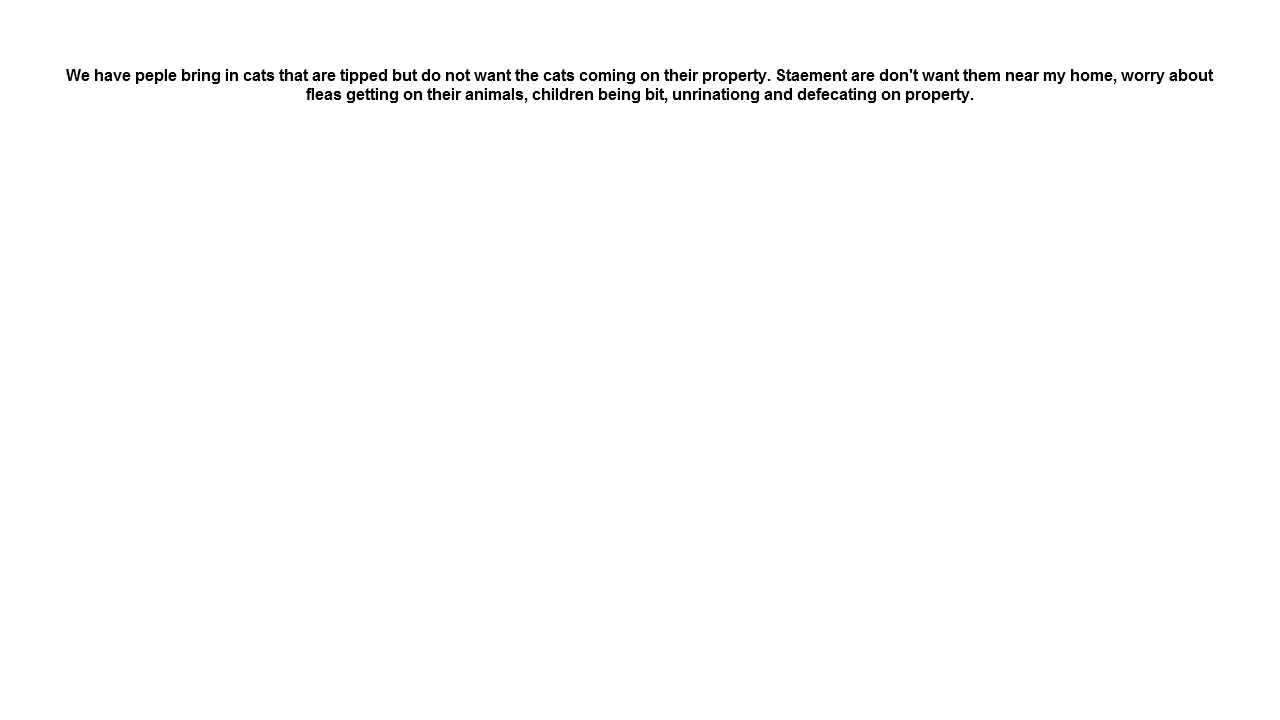 We have peple bring in cats that are tipped but do not want the cats coming on their property. Staement are don't want them near my home, worry about
fleas getting on their animals, children being bit, unrinationg and defecating on property.